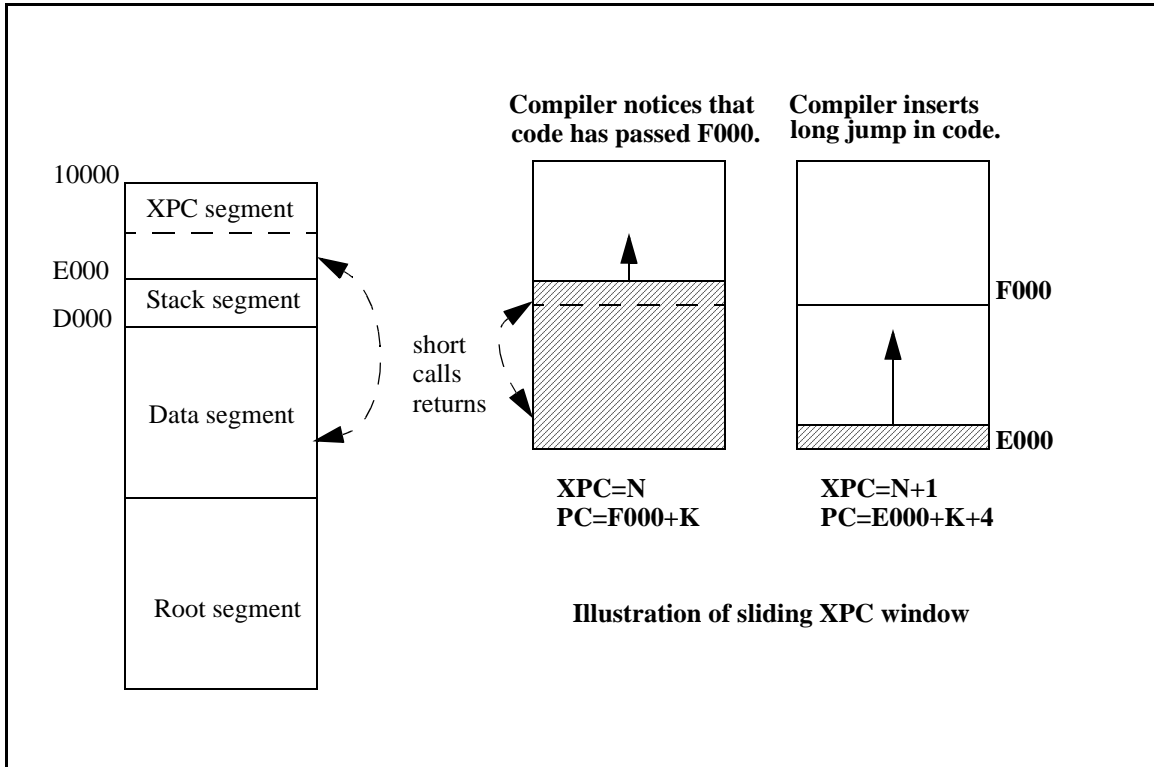 Compiler notices that
code has passed F000.
Compiler inserts
long jump in code.
10000
XPC segment
E000
Stack segment
D000
Data segment
Root segment
short
calls
returns
F000
E000
XPC=N
PC=F000+K
XPC=N+1
PC=E000+K+4
Illustration of sliding XPC window